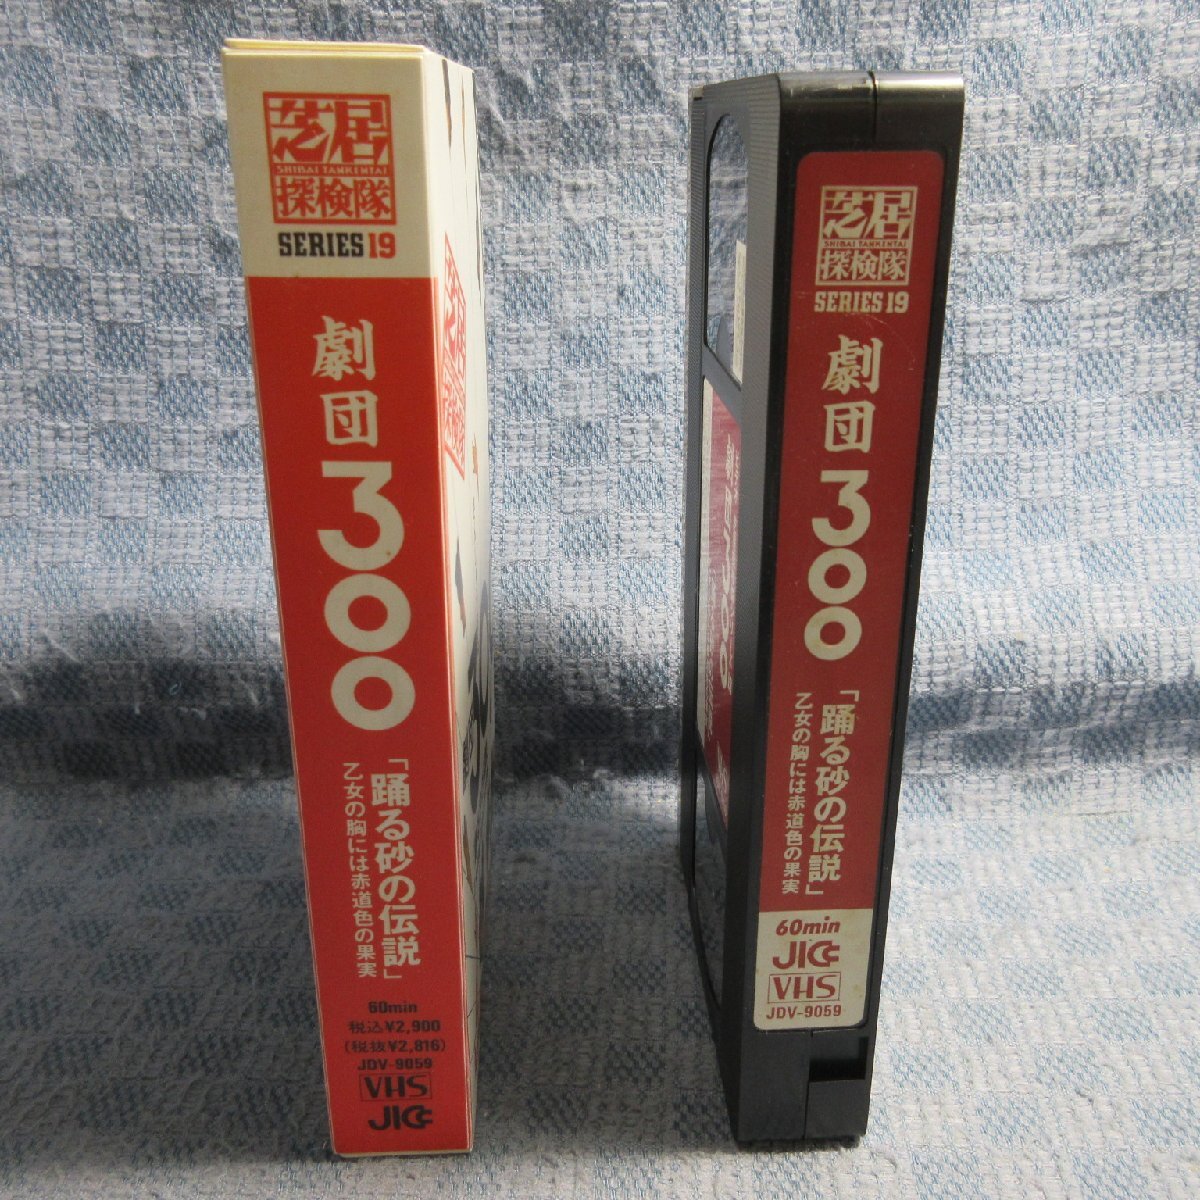 芝居
SHIBAI TANKENTAI
探検隊
SERIES 19
劇団
300
「踊る砂の伝説」
乙女の胸には赤道色の果実
60min
税込¥2,900
(税抜¥2,816)
JDV-9059
VHS
JICC
芝居
SHIBAI TANKENTAI
探検隊
SERIES 19
劇団
300
「踊る砂の伝説」
乙女の胸には赤道色の果実
60min
JICC
VHS
JDV-9059